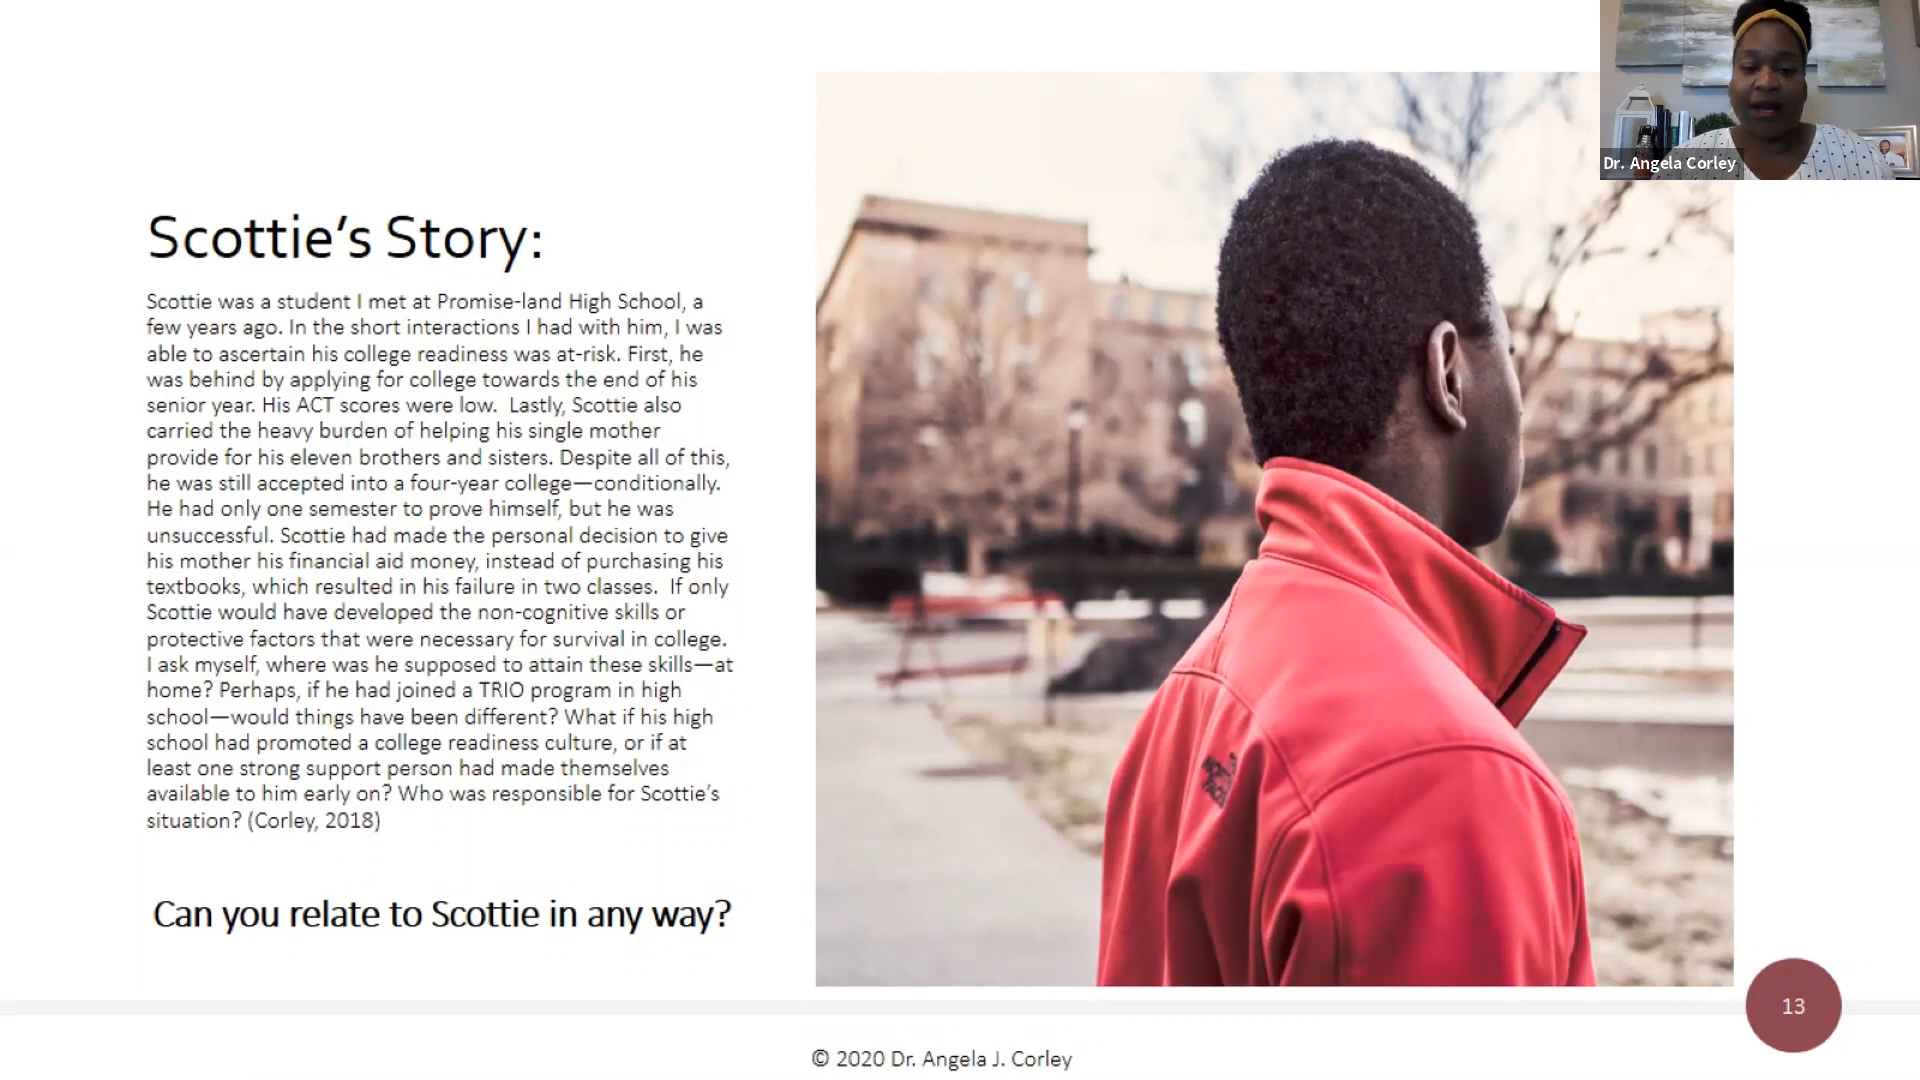 Dr. Angela Corley
Scottie's Story:
Scottie was a student I met at Promise-land High School, a
few years ago. In the short interactions I had with him, I was
able to ascertain his college readiness was at-risk. First, he
was behind by applying for college towards the end of his
senior year. His ACT scores were low.  Lastly, Scottie also
carried the heavy burden of helping his single mother
provide for his eleven brothers and sisters. Despite all of this,
he was still accepted into a four-year college—conditionally.
He had only one semester to prove himself, but he was
unsuccessful. Scottie had made the personal decision to give
his mother his financial aid money, instead of purchasing his
textbooks, which resulted in his failure in two classes.  If only
Scottie would have developed the non-cognitive skills or
protective factors that were necessary for survival in college.
I ask myself, where was he supposed to attain these skills—at
home? Perhaps, if he had joined a TRIO program in high
school—would things have been different? What if his high
school had promoted a college readiness culture, or if at
least one strong support person had made themselves
available to him early on? Who was responsible for Scottie's
situation? (Corley, 2018)
Can you relate to Scottie in any way?
13
© 2020 Dr. Angela J. Corley